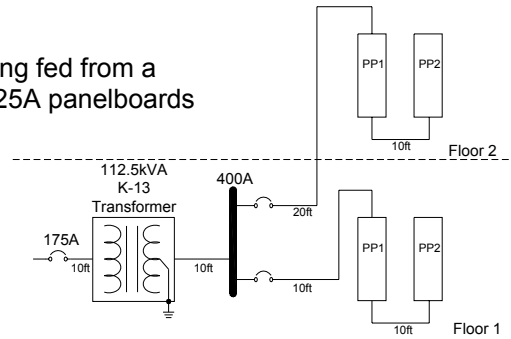 ng fed from a
25A panelboards
PP1
PP2
10ft
Floor 2
112.5kVA
K-13
Transformer
400A
175A
10ft
10ft
20ft
10ft
PP1
PP2
10ft
Floor 1